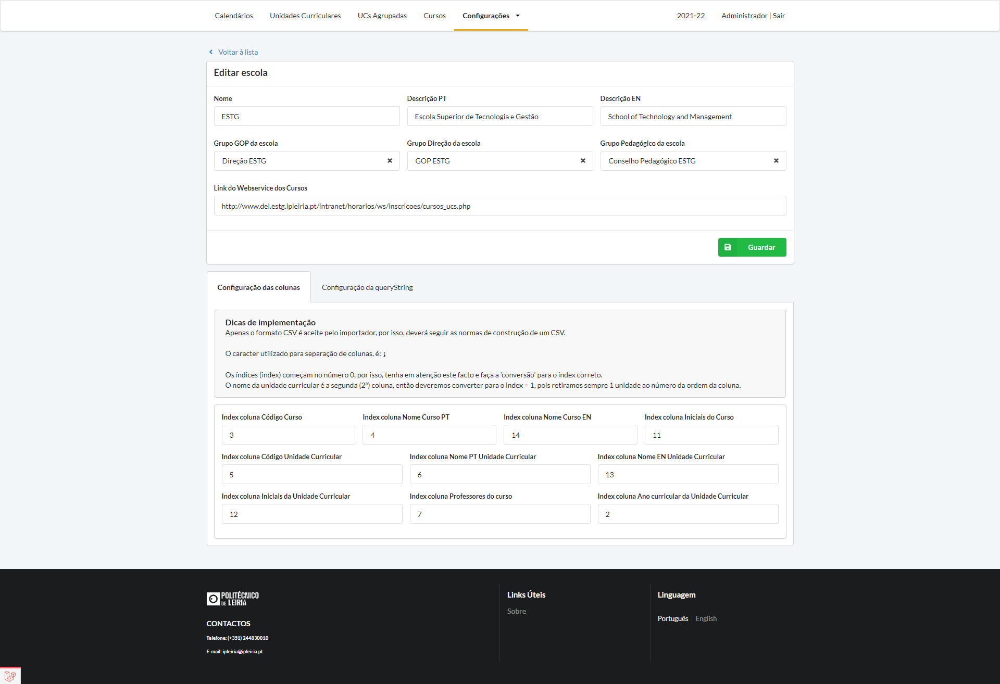 Calendários Unidades Curriculares UCs Agrupadas Cursos Configurações 2021-22 Administrador | Sair
Voltar à lista
Editar escola
Nome Descrição PT Descrição EN
ESTG Escola Superior de Tecnologia e Gestão School of Technology and Management
Grupo GOP da escola Grupo Direção da escola Grupo Pedagógico da escola
Direção ESTG GOP ESTG Conselho Pedagógico ESTG
Link do Webservice dos Cursos
http://www.dei.estg.ipleiria.pt/intranet/horarios/ws/inscricoes/cursos_ucs.php
Guardar
Configuração das colunas Configuração da queryString
Dicas de implementação
Apenas o formato CSV é aceite pelo importador, por isso, deverá seguir as normas de construção de um CSV.
O caracter utilizado para separação de colunas, é: ;
Os índices (index) começam no número 0, por isso, tenha em atenção este facto e faça a 'conversão' para o index correto.
O nome da unidade curricular é a segunda (2ª) coluna, então deveremos converter para o index = 1, pois retiramos sempre 1 unidade ao número da ordem da coluna.
Index coluna Código Curso Index coluna Nome Curso PT Index coluna Nome Curso EN Index coluna Iniciais do Curso
3 4 14 11
Index coluna Código Unidade Curricular Index coluna Nome PT Unidade Curricular Index coluna Nome EN Unidade Curricular
5 6 13
Index coluna Iniciais da Unidade Curricular Index coluna Professores do curso Index coluna Ano curricular da Unidade Curricular
12 7 2
POLITÉCNICO
DE LEIRIA
CONTACTOS
Telefone: (+351) 244830010
E-mail: ipleiria@ipleiria.pt
Links Úteis
Sobre
Linguagem
Português English